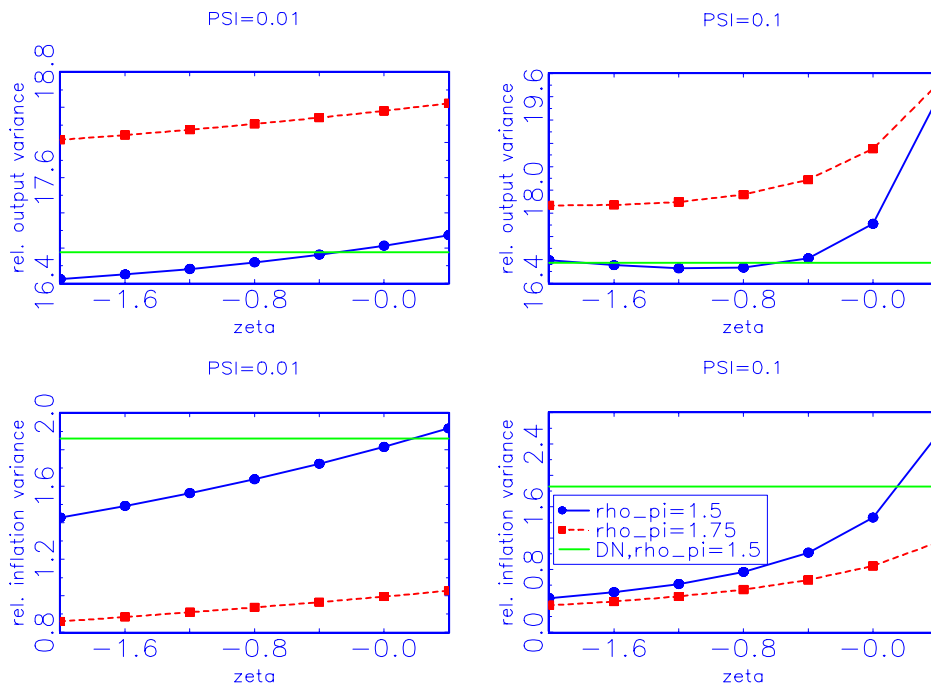 PSI=0.01
rel. output variance
18.8
17.6
16.4
−1.6
−0.8
−0.0
zeta
PSI=0.1
rel. output variance
19.6
18.0
16.4
−1.6
−0.8
−0.0
zeta
PSI=0.01
rel. inflation variance
2.0
1.6
1.2
0.8
−1.6
−0.8
−0.0
zeta
PSI=0.1
rel. inflation variance
2.4
1.6
0.8
0.0
rho_pi=1.5
rho_pi=1.75
DN,rho_pi=1.5
−1.6
−0.8
−0.0
zeta